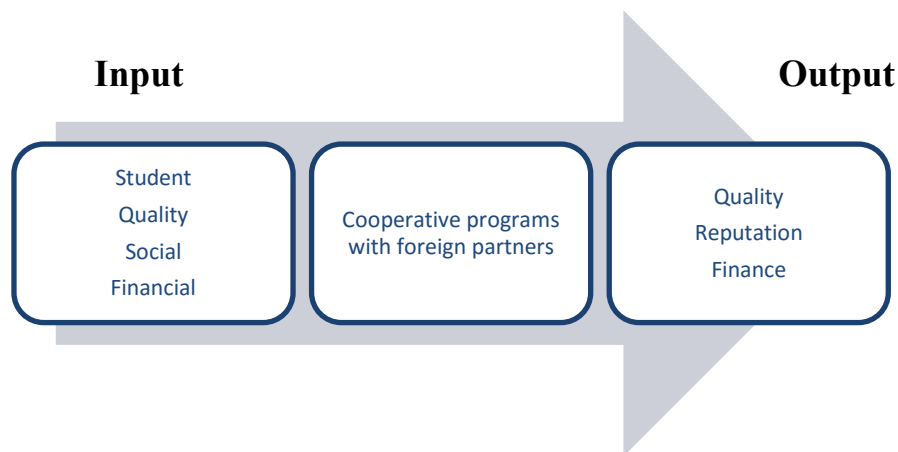 Input
Output
Student
Quality
Social
Financial
Cooperative programs
with foreign partners
Quality
Reputation
Finance